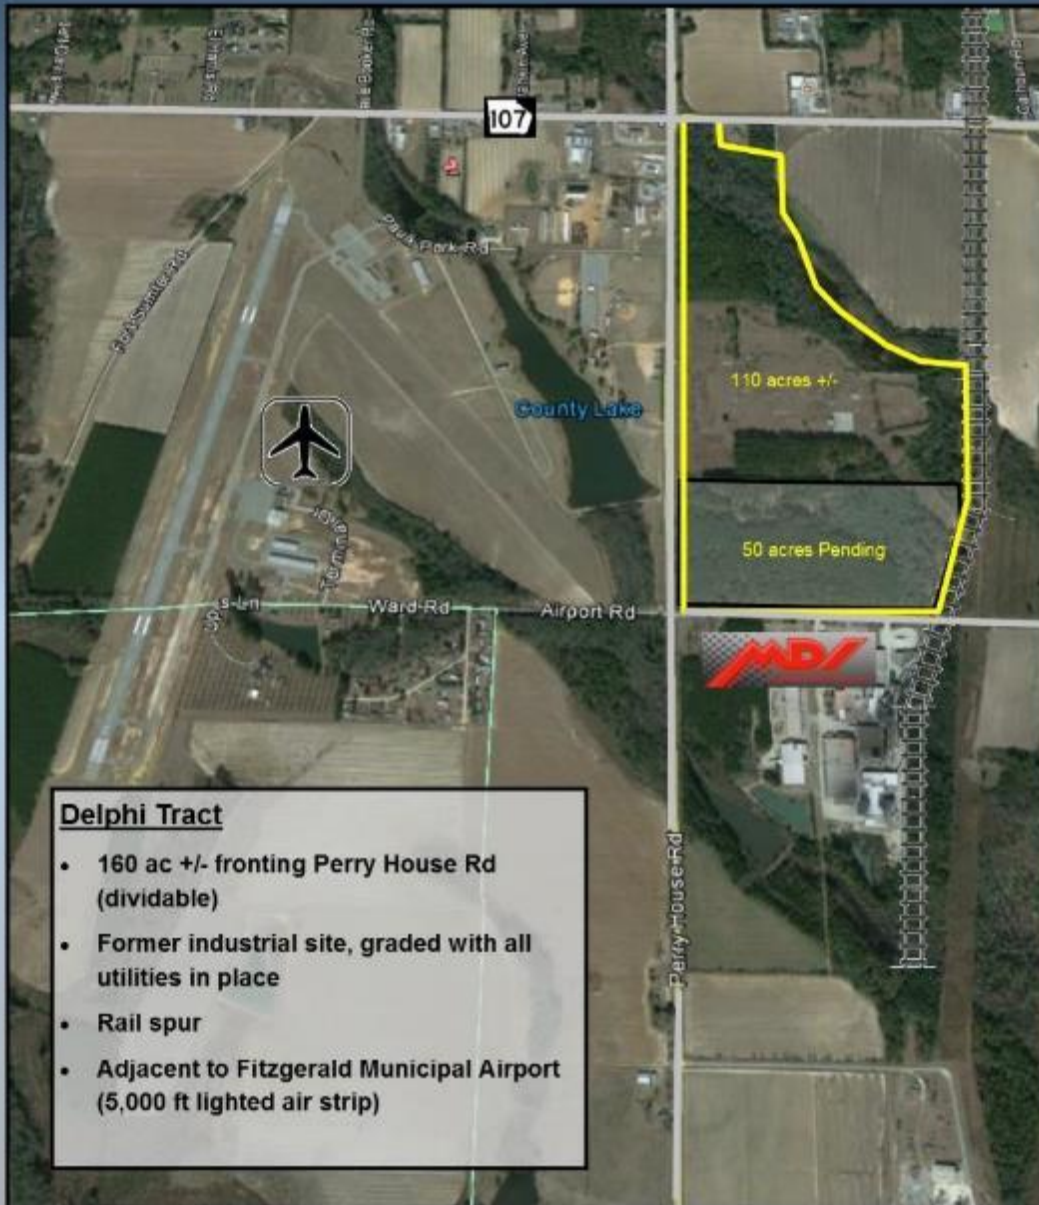 107
Pauk Park Rd
110 acres +/-
County Lake
50 acres Pending
Ward Rd
Airport Rd
MDS
Perry House Rd
Delphi Tract
• 160 ac +/- fronting Perry House Rd
(dividable)
• Former industrial site, graded with all
utilities in place
• Rail spur
• Adjacent to Fitzgerald Municipal Airport
(5,000 ft lighted air strip)